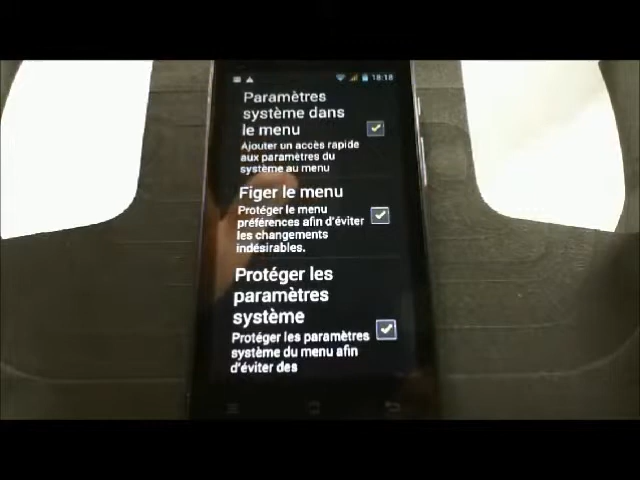 18:18
Paramètres
système dans
le menu
Ajouter un accès rapide
aux paramètres du
système au menu
Figer le menu
Protéger le menu
préférences afin d'éviter
les changements
indésirables.
Protéger les
paramètres
système
Protéger les paramètres
système du menu afin
d'éviter des